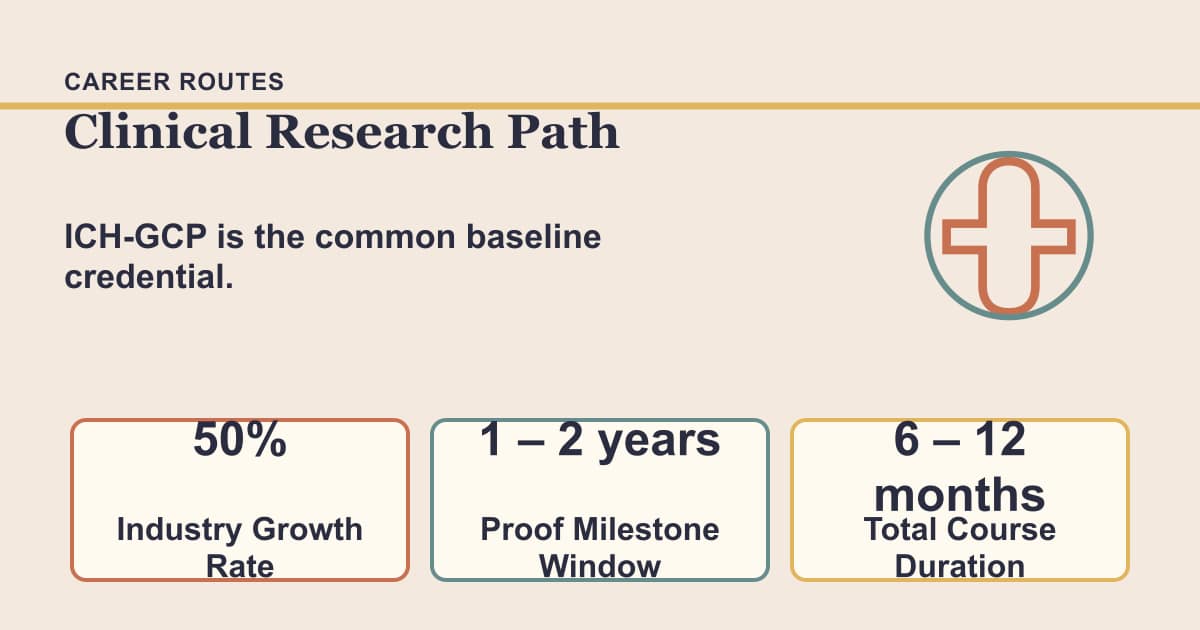 CAREER ROUTES
Clinical Research Path
ICH-GCP is the common baseline
credential.
50%
Industry Growth
Rate
1 – 2 years
Proof Milestone
Window
6 – 12
months
Total Course
Duration